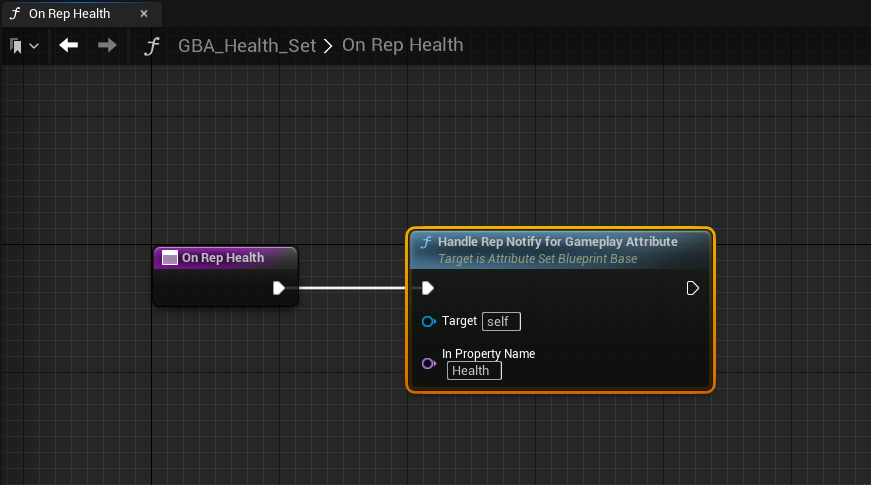 On Rep Health
GBA_Health_Set > On Rep Health
On Rep Health
Handle Rep Notify for Gameplay Attribute
Target is Attribute Set Blueprint Base
Target self
In Property Name
Health